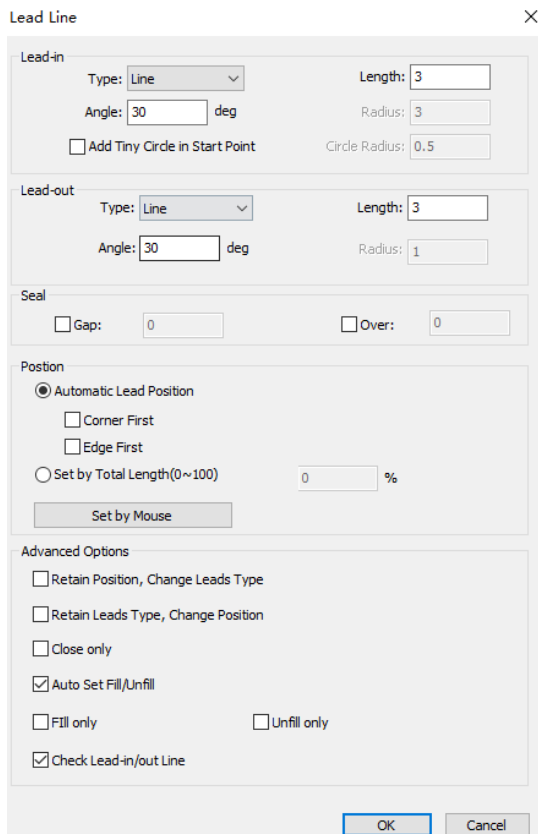 Lead Line
Lead-in
Type: Line Length: 3
Angle: 30 deg Radius: 3
Add Tiny Circle in Start Point Circle Radius: 0.5
Lead-out
Type: Line Length: 3
Angle: 30 deg Radius: 1
Seal
Gap: 0 Over: 0
Postion
Automatic Lead Position
Corner First
Edge First
Set by Total Length(0~100) 0 %
Set by Mouse
Advanced Options
Retain Position, Change Leads Type
Retain Leads Type, Change Position
Close only
Auto Set Fill/Unfill
FIll only Unfill only
Check Lead-in/out Line
OK Cancel